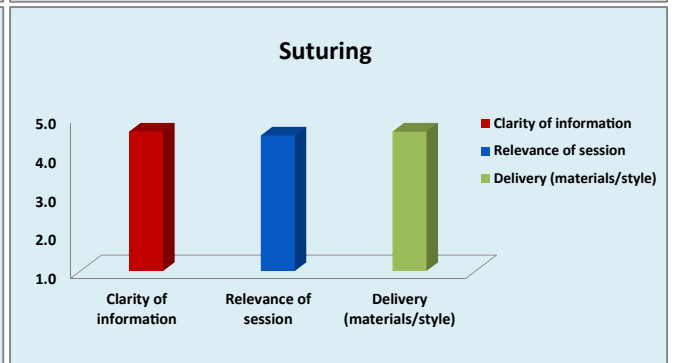 Suturing
5.0
4.0
3.0
2.0
1.0
Clarity of
information
Relevance of
session
Delivery
(materials/style)
Clarity of information
Relevance of session
Delivery (materials/style)